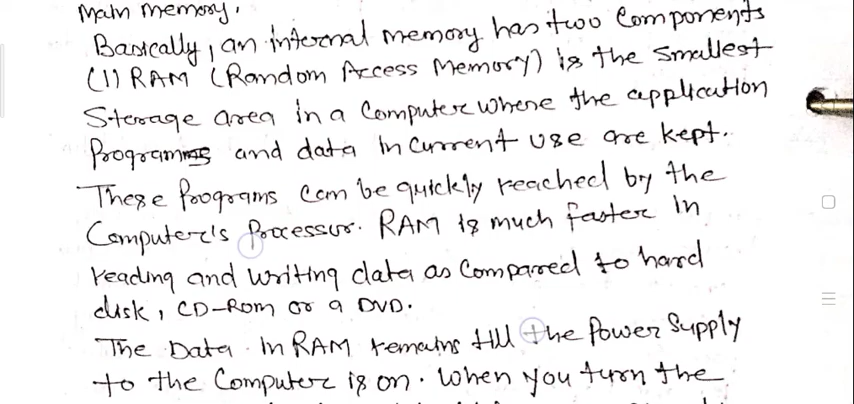 Main memory.
Basically, an internal memory has two Components
(1) RAM (Random Access Memory) is the smallest
Storage area in a Computer where the application
Programs and data in Current use are kept.
These Programs can be quickly reached by the
Computer's Processor. RAM is much faster in
reading and writing data as Compared to hard
disk, CD-Rom or a DVD.
The Data in RAM remains till the Power Supply
to the Computer is on. When you turn the